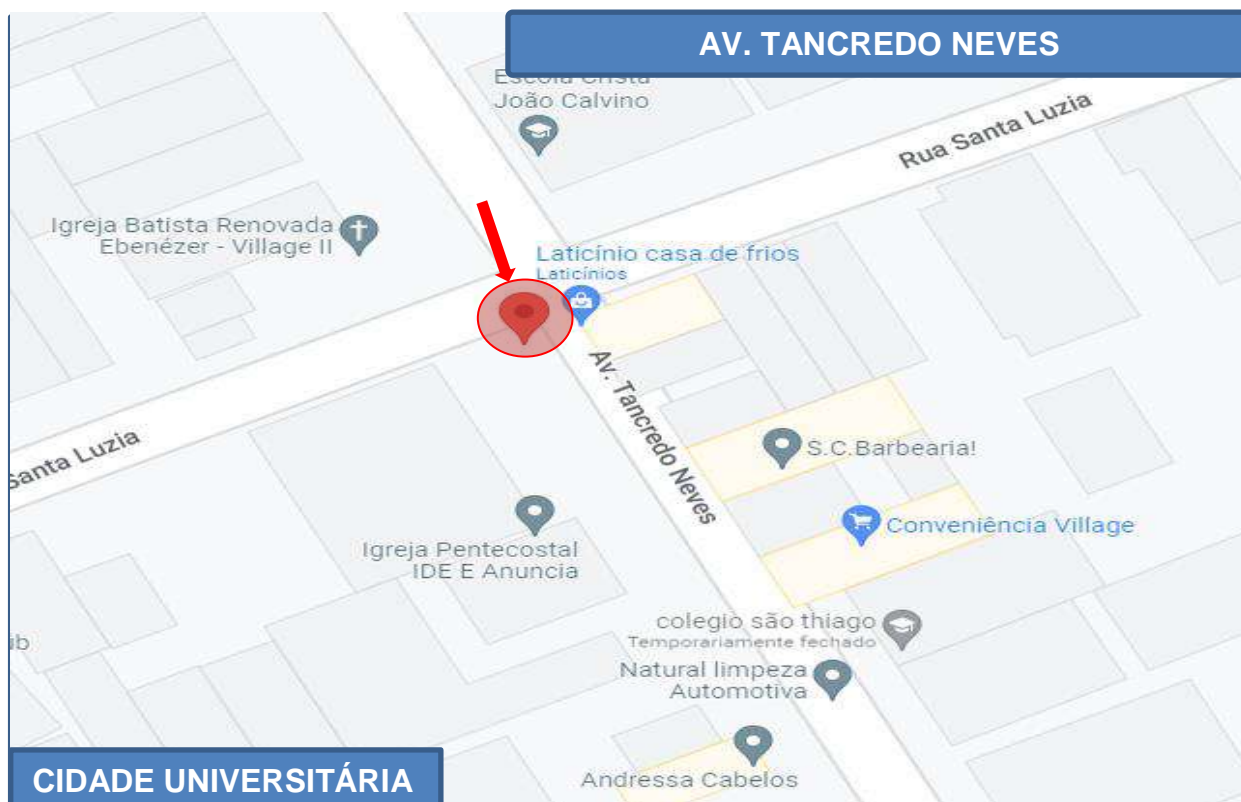 AV. TANCREDO NEVES
Escola Cristã
João Calvino
Rua Santa Luzia
Igreja Batista Renovada
Ebenézer - Village II
Laticínio casa de frios
Laticínios
Av. Tancredo Neves
Santa Luzia
S.C.Barbearia!
Conveniência Village
Igreja Pentecostal
IDE E Anuncia
colegio são thiago
Temporariamente fechado
Natural limpeza
Automotiva
Andressa Cabelos
CIDADE UNIVERSITÁRIA